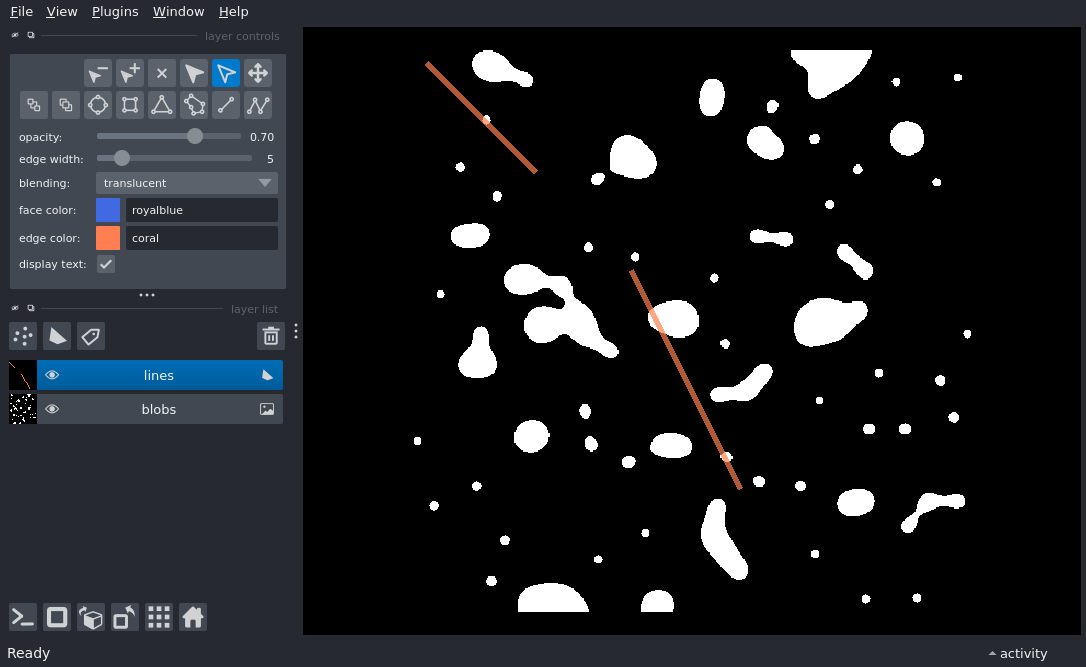 File View Plugins Window Help
layer controls
opacity: 0.70
edge width: 5
blending: translucent
face color: royalblue
edge color: coral
display text:
layer list
lines
blobs
Ready activity